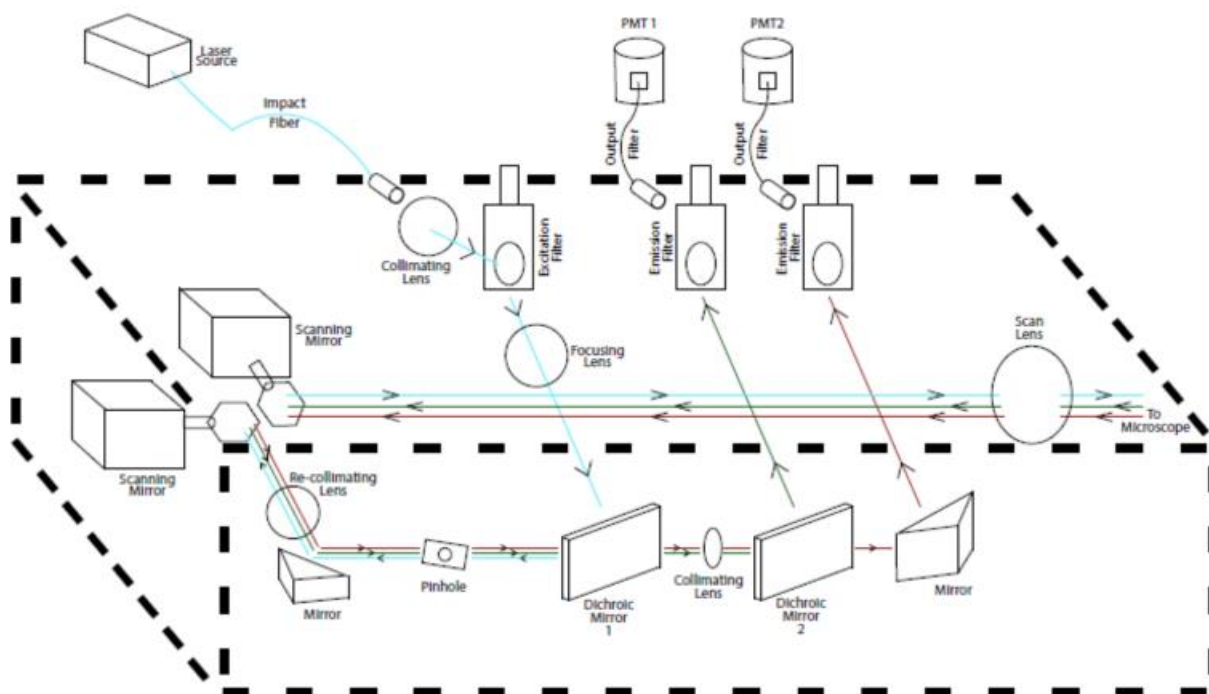 PMT 1
PMT2
Laser
Source
Impact
Fiber
Output
Filter
Output
Filter
Collimating
Lens
Excitation
Filter
Emission
Filter
Emission
Filter
Scanning
Mirror
Focusing
Lens
Scan
Lens
To
Microscope
Scanning
Mirror
Re-collimating
Lens
Mirror
Pinhole
Dichroic
Mirror
1
Collimating
Lens
Dichroic
Mirror
2
Mirror